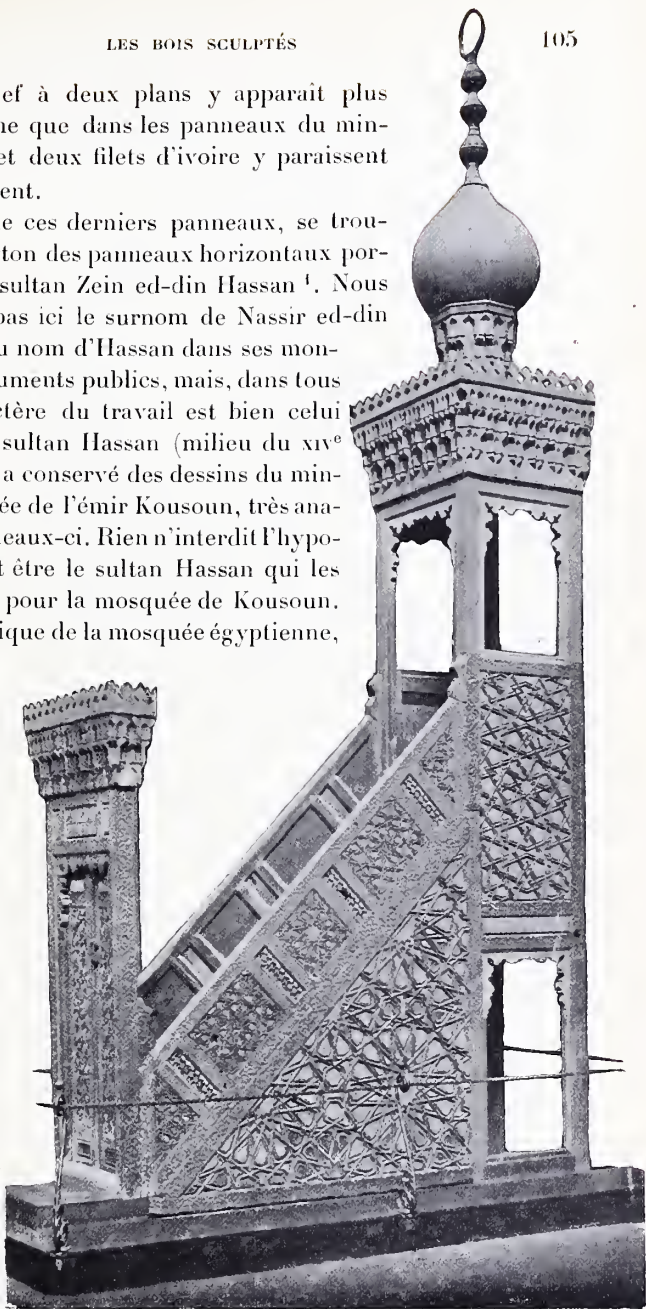 LES BOIS SCULPTÉS
105
ef à deux plans y apparaît plus
ne que dans les panneaux du min-
et deux filets d'ivoire y paraissent
ent.
e ces derniers panneaux, se trou-
ton des panneaux horizontaux por-
sultan Zein ed-din Hassan ¹. Nous
pas ici le surnom de Nassir ed-din
u nom d'Hassan dans ses mon-
uments publics, mais, dans tous
ctère du travail est bien celui
sultan Hassan (milieu du XIVᵉ
a conservé des dessins du min-
ée de l'émir Kousoun, très ana-
eaux-ci. Rien n'interdit l'hypo-
t être le sultan Hassan qui les
pour la mosquée de Kousoun.
ique de la mosquée égyptienne,